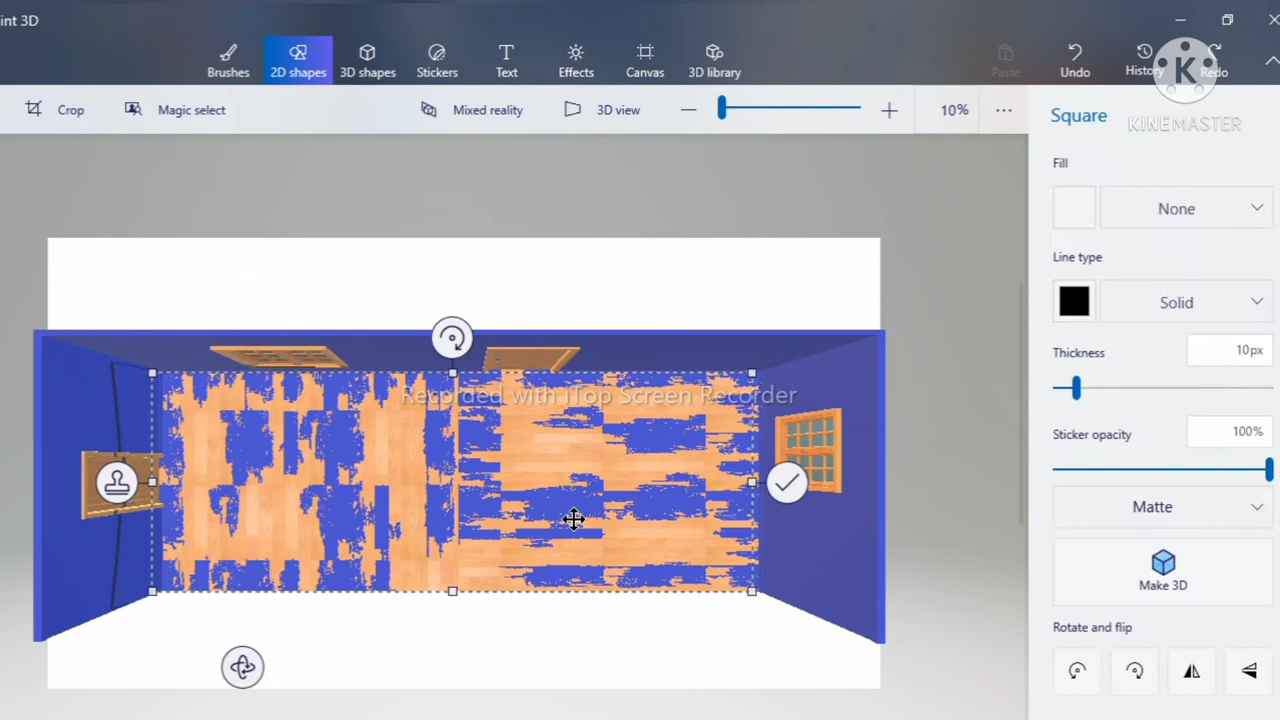 int 3D
Brushes
2D shapes
3D shapes
Stickers
Text
Effects
Canvas
3D library
Paste
Undo
History
Redo
K
KINEMASTER
Crop
Magic select
Mixed reality
3D view
10%
Square
Fill
None
Line type
Solid
Thickness
10px
Sticker opacity
100%
Matte
Make 3D
Rotate and flip
Recorded with iTop Screen Recorder